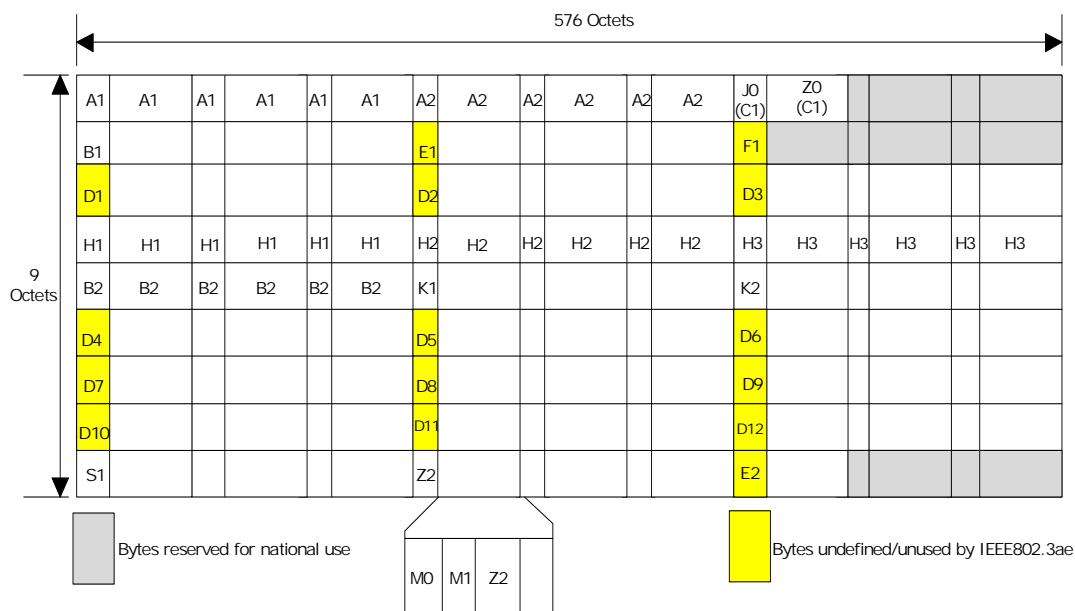 576 Octets
A1 A1 A1 A1 A1 A1 A2 A2 A2 A2 A2 A2 J0 (C1) Z0 (C1)
B1 E1 F1
D1 D2 D3
H1 H1 H1 H1 H1 H1 H2 H2 H2 H2 H2 H2 H3 H3 H3 H3 H3 H3
9 Octets
B2 B2 B2 B2 B2 B2 K1 K2
D4 D5 D6
D7 D8 D9
D10 D11 D12
S1 Z2 E2
Bytes reserved for national use
Bytes undefined/unused by IEEE802.3ae
M0 M1 Z2